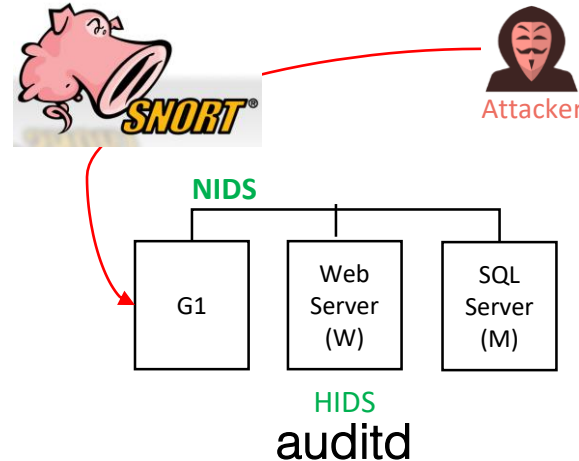 SNORT®
Attacker
NIDS
G1
Web
Server
(W)
SQL
Server
(M)
HIDS
auditd